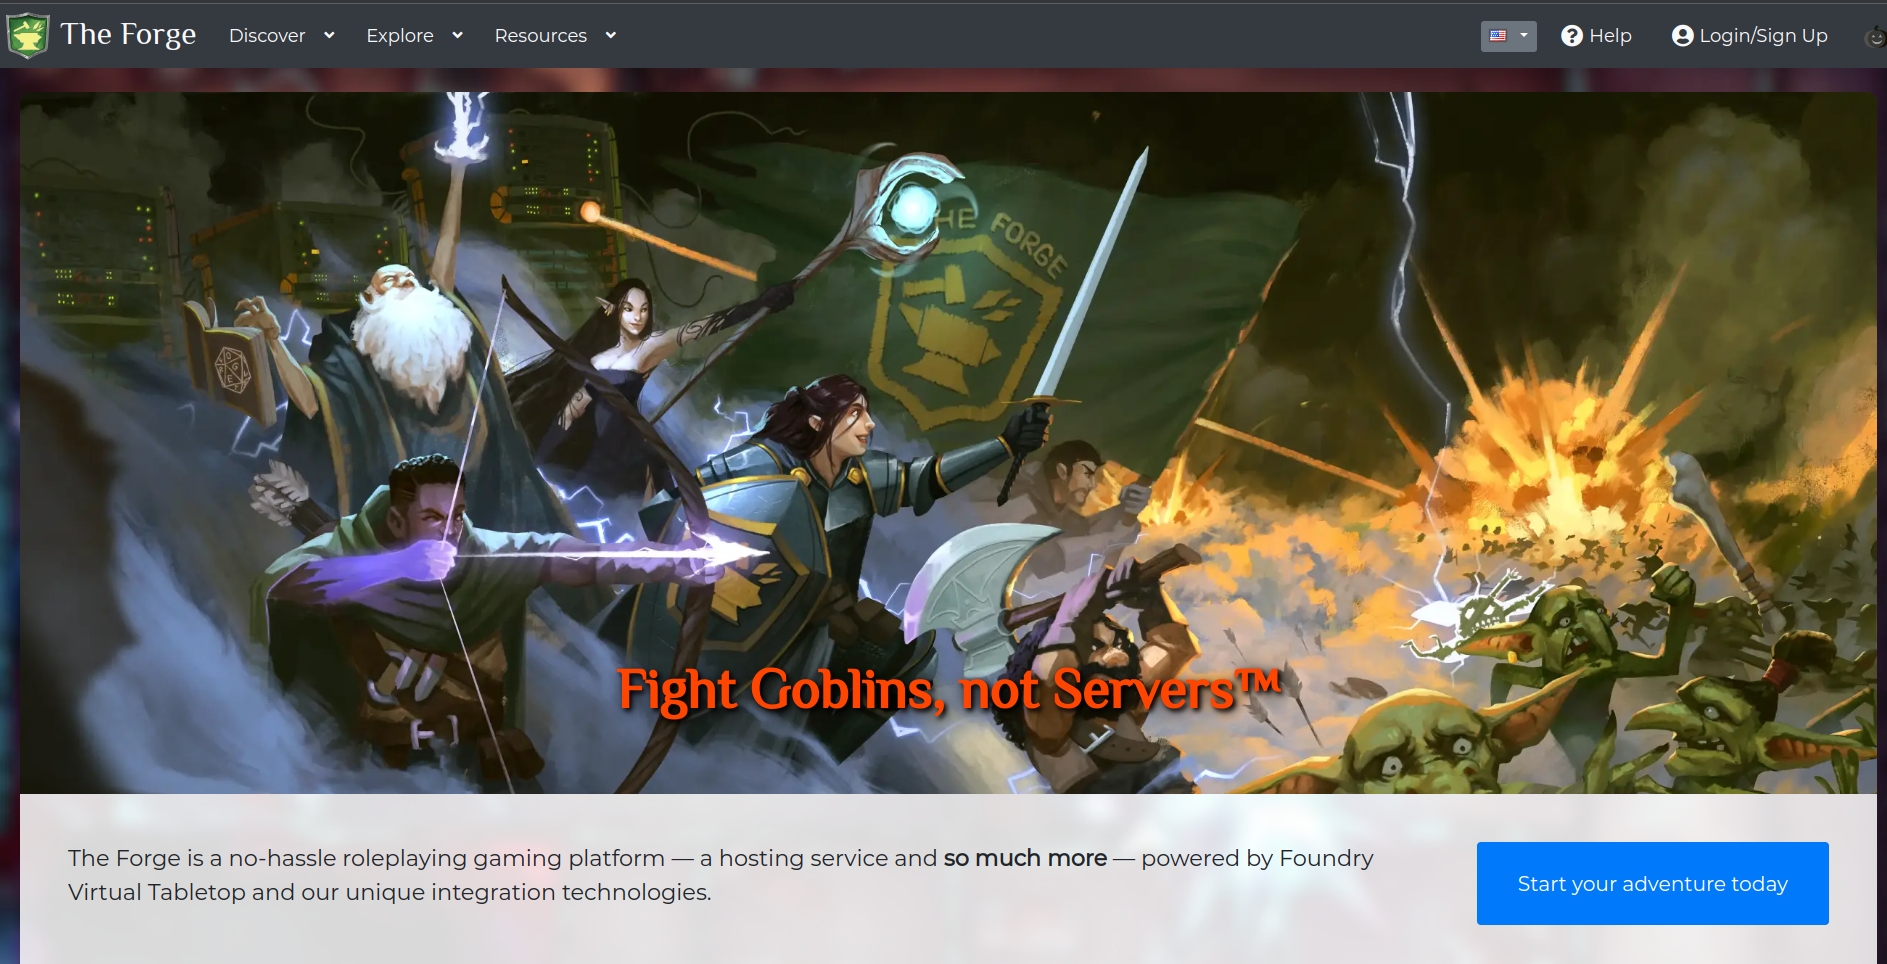 The Forge
Discover
Explore
Resources
Help
Login/Sign Up
THE FORGE
Fight Goblins, not Servers™
The Forge is a no-hassle roleplaying gaming platform — a hosting service and so much more — powered by Foundry
Virtual Tabletop and our unique integration technologies.
Start your adventure today